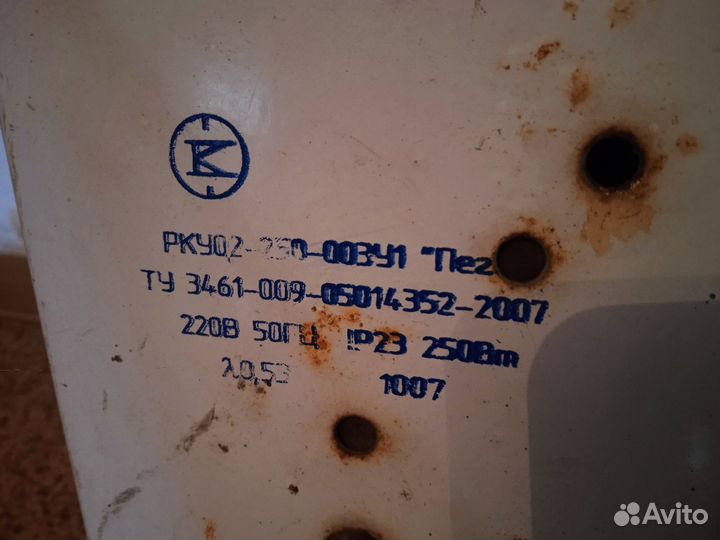 РКУ02-250-003У1 "Пег
ТУ 3461-009-05014352-2007
220В 50ГЦ IP23 250Вт
λ0,53 1007
Avito